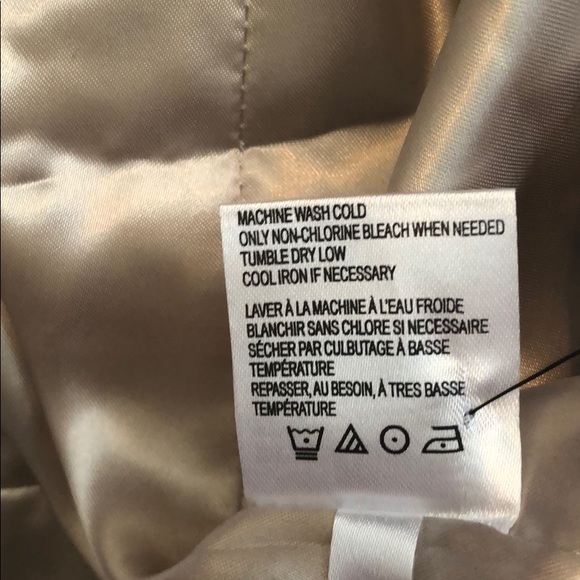 MACHINE WASH COLD
ONLY NON-CHLORINE BLEACH WHEN NEEDED
TUMBLE DRY LOW
COOL IRON IF NECESSARY
LAVER À LA MACHINE À L'EAU FROIDE
BLANCHIR SANS CHLORE SI NECESSAIRE
SÉCHER PAR CULBUTAGE À BASSE
TEMPÉRATURE
REPASSER, AU BESOIN, À TRES BASSE
TEMPÉRATURE